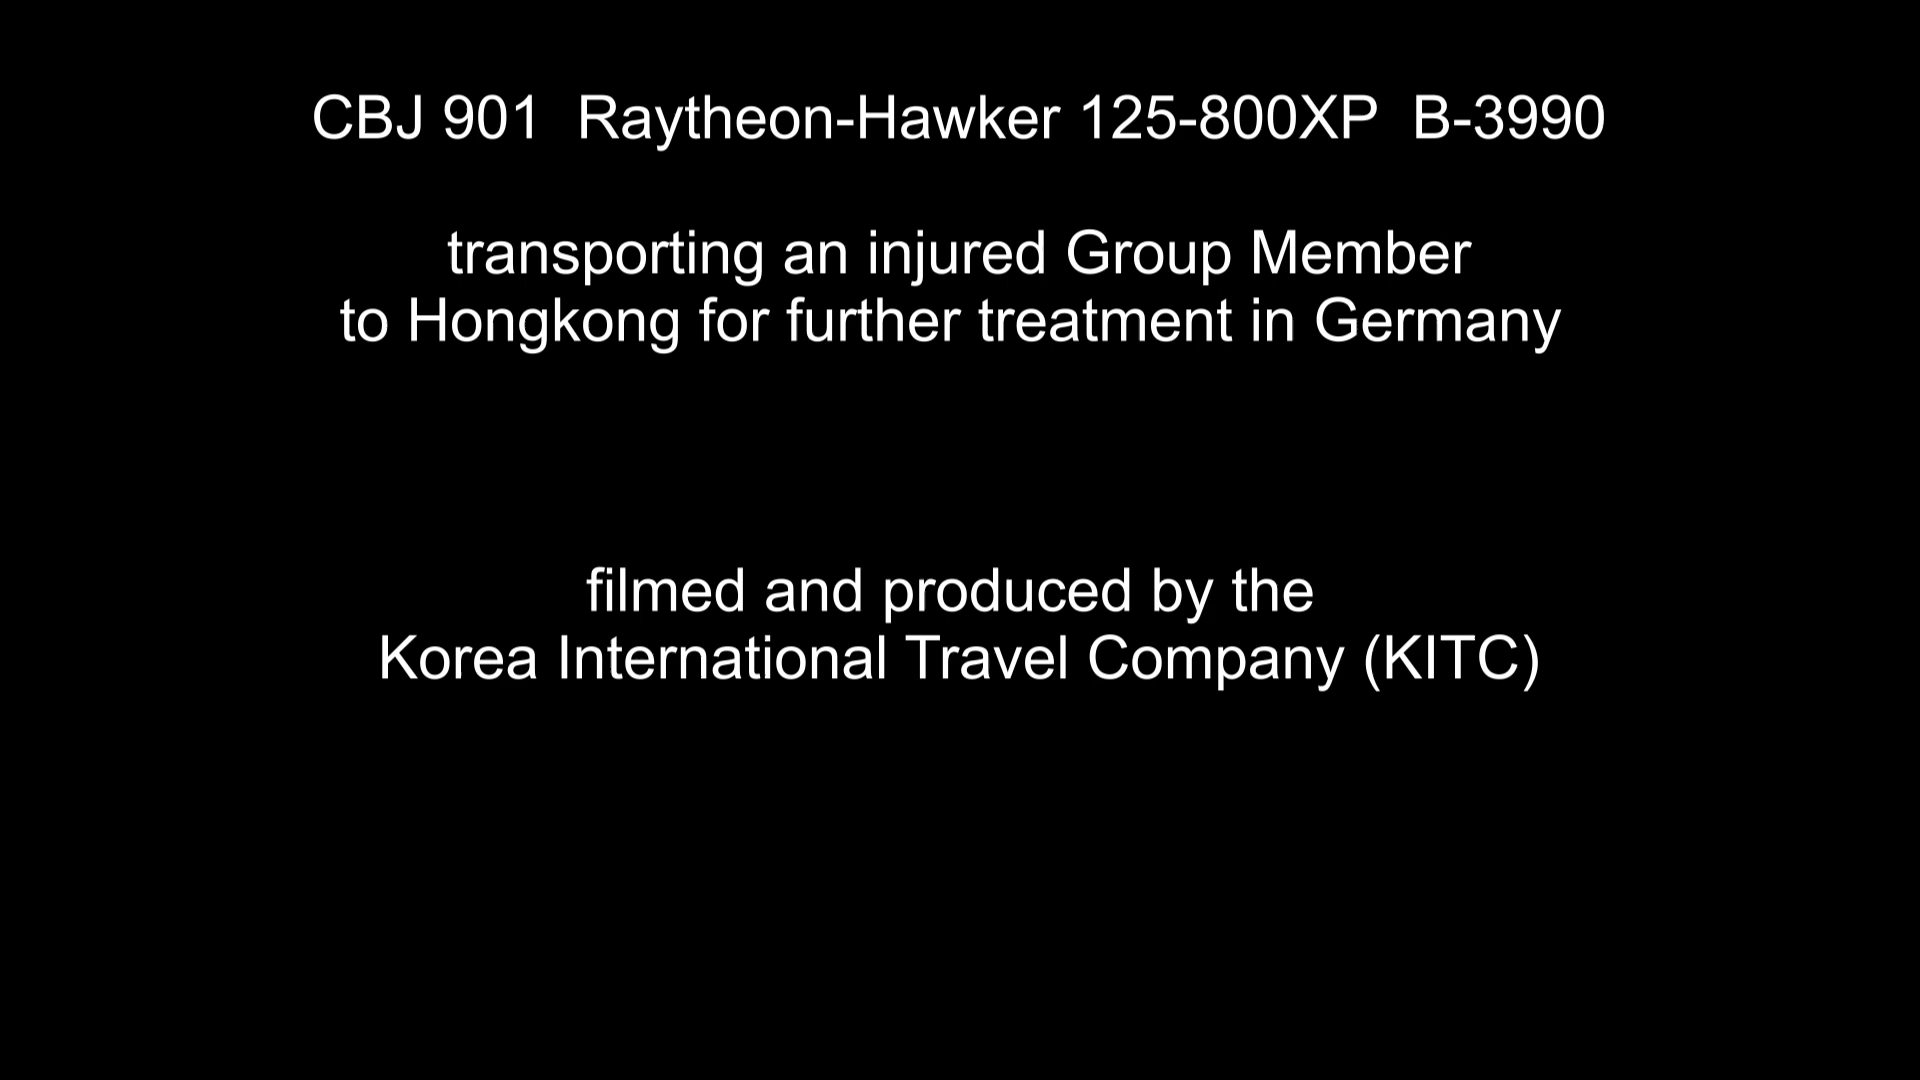 CBJ 901  Raytheon-Hawker 125-800XP  B-3990
transporting an injured Group Member
to Hongkong for further treatment in Germany
filmed and produced by the
Korea International Travel Company (KITC)